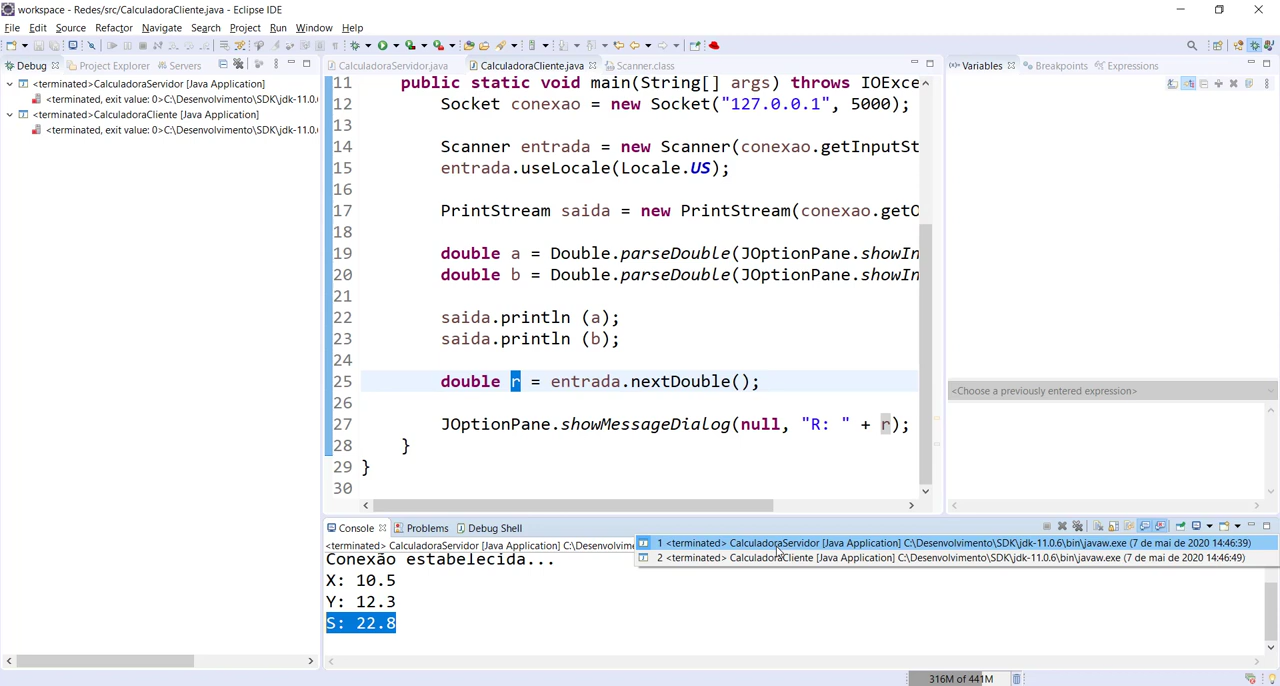 workspace - Redes/src/CalculadoraCliente.java - Eclipse IDE
File Edit Source Refactor Navigate Search Project Run Window Help
Debug Project Explorer Servers
<terminated>CalculadoraServidor [Java Application]
<terminated, exit value: 0>C:\Desenvolvimento\SDK\jdk-11.0.
<terminated>CalculadoraCliente [Java Application]
<terminated, exit value: 0>C:\Desenvolvimento\SDK\jdk-11.0.
CalculadoraServidor.java CalculadoraCliente.java Scanner.class
11 public static void main(String[] args) throws IOExce
12 Socket conexao = new Socket("127.0.0.1", 5000);
13
14 Scanner entrada = new Scanner(conexao.getInputSt
15 entrada.useLocale(Locale.US);
16
17 PrintStream saida = new PrintStream(conexao.getO
18
19 double a = Double.parseDouble(JOptionPane.showIn
20 double b = Double.parseDouble(JOptionPane.showIn
21
22 saida.println (a);
23 saida.println (b);
24
25 double r = entrada.nextDouble();
26
27 JOptionPane.showMessageDialog(null, "R: " + r);
28 }
29 }
30
Variables Breakpoints Expressions
<Choose a previously entered expression>
Console Problems Debug Shell
<terminated> CalculadoraServidor [Java Application] C:\Desenvolvime
1 <terminated> CalculadoraServidor [Java Application] C:\Desenvolvimento\SDK\jdk-11.0.6\bin\javaw.exe (7 de mai de 2020 14:46:39)
2 <terminated> CalculadoraCliente [Java Application] C:\Desenvolvimento\SDK\jdk-11.0.6\bin\javaw.exe (7 de mai de 2020 14:46:49)
Conexão estabelecida...
X: 10.5
Y: 12.3
S: 22.8
316M of 441M